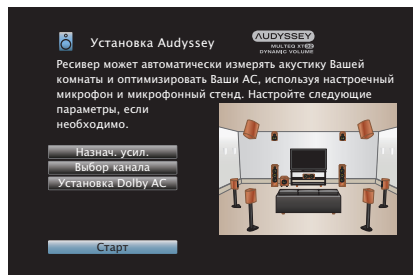 Установка Audyssey
AUDYSSEY
MULTEQ XT32
DYNAMIC VOLUME
Ресивер может автоматически измерять акустику Вашей
комнаты и оптимизировать Ваши АС, используя настроечный
микрофон и микрофонный стенд. Настройте следующие
параметры, если
необходимо.
Назнач. усил.
Выбор канала
Установка Dolby АС
Старт